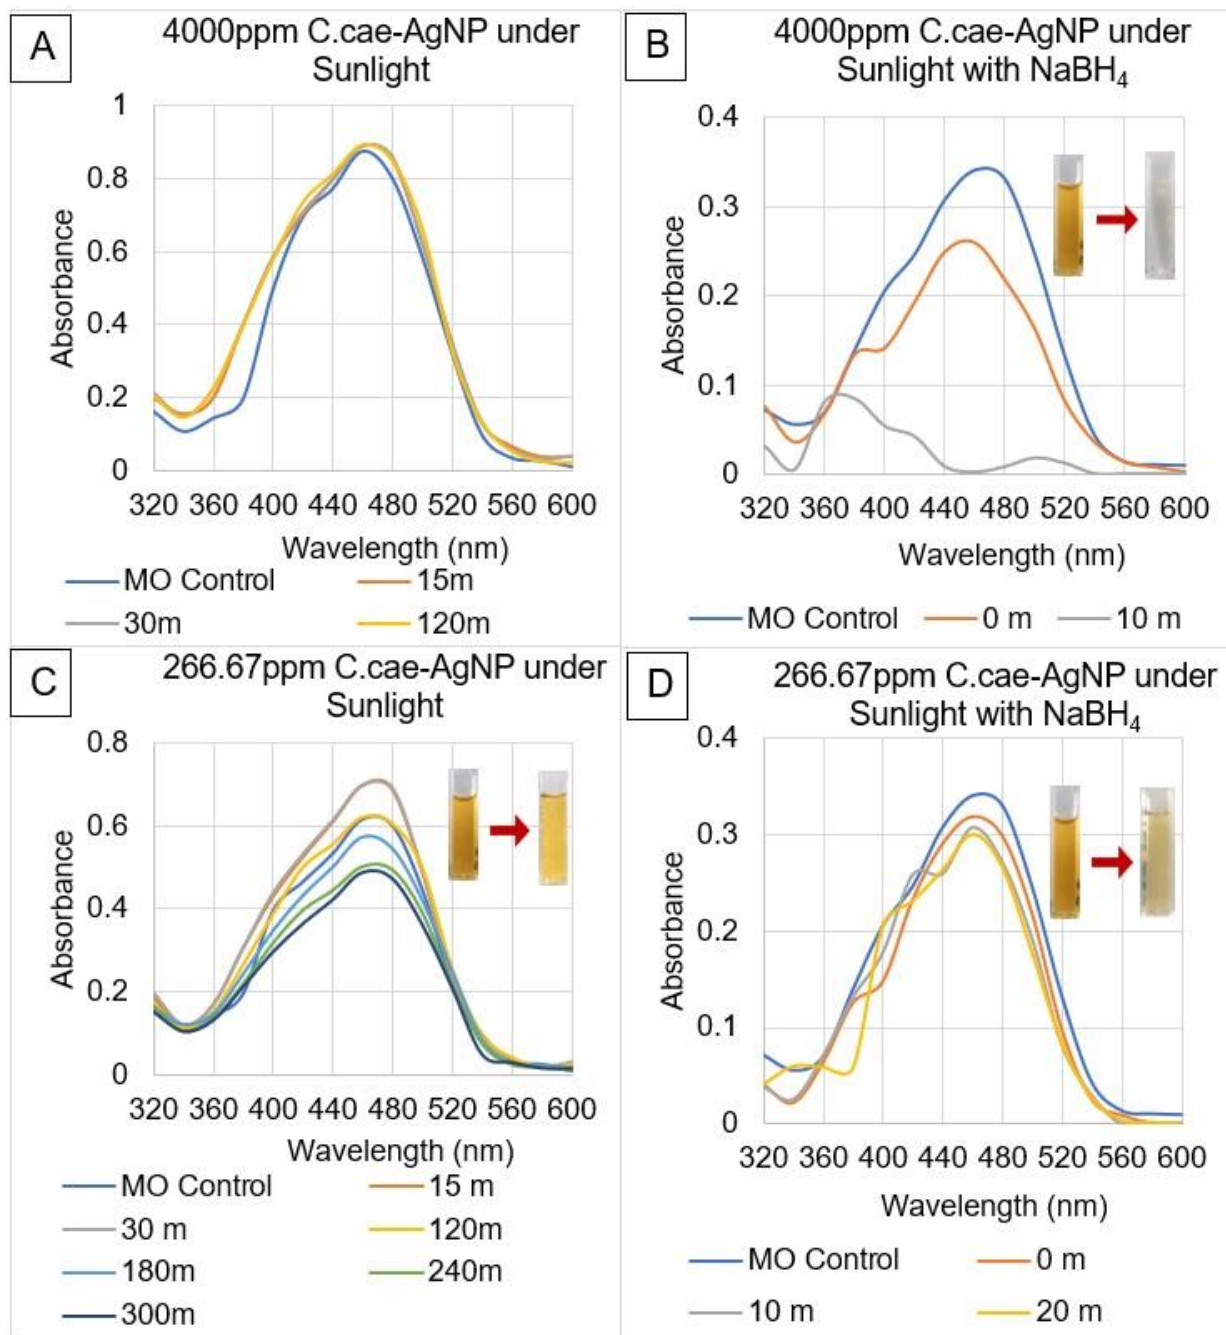 A
4000ppm C.cae-AgNP under
Sunlight
1
0.8
0.6
0.4
0.2
0
Absorbance
320 360 400 440 480 520 560 600
Wavelength (nm)
MO Control
15m
30m
120m
B
4000ppm C.cae-AgNP under
Sunlight with NaBH₄
0.4
0.3
0.2
0.1
0
Absorbance
320 360 400 440 480 520 560 600
Wavelength (nm)
MO Control
0 m
10 m
C
266.67ppm C.cae-AgNP under
Sunlight
0.8
0.6
0.4
0.2
0
Absorbance
320 360 400 440 480 520 560 600
Wavelength (nm)
MO Control
15 m
30 m
120m
180m
240m
300m
D
266.67ppm C.cae-AgNP under
Sunlight with NaBH₄
0.4
0.3
0.2
0.1
0
Absorbance
320 360 400 440 480 520 560 600
Wavelength (nm)
MO Control
0 m
10 m
20 m